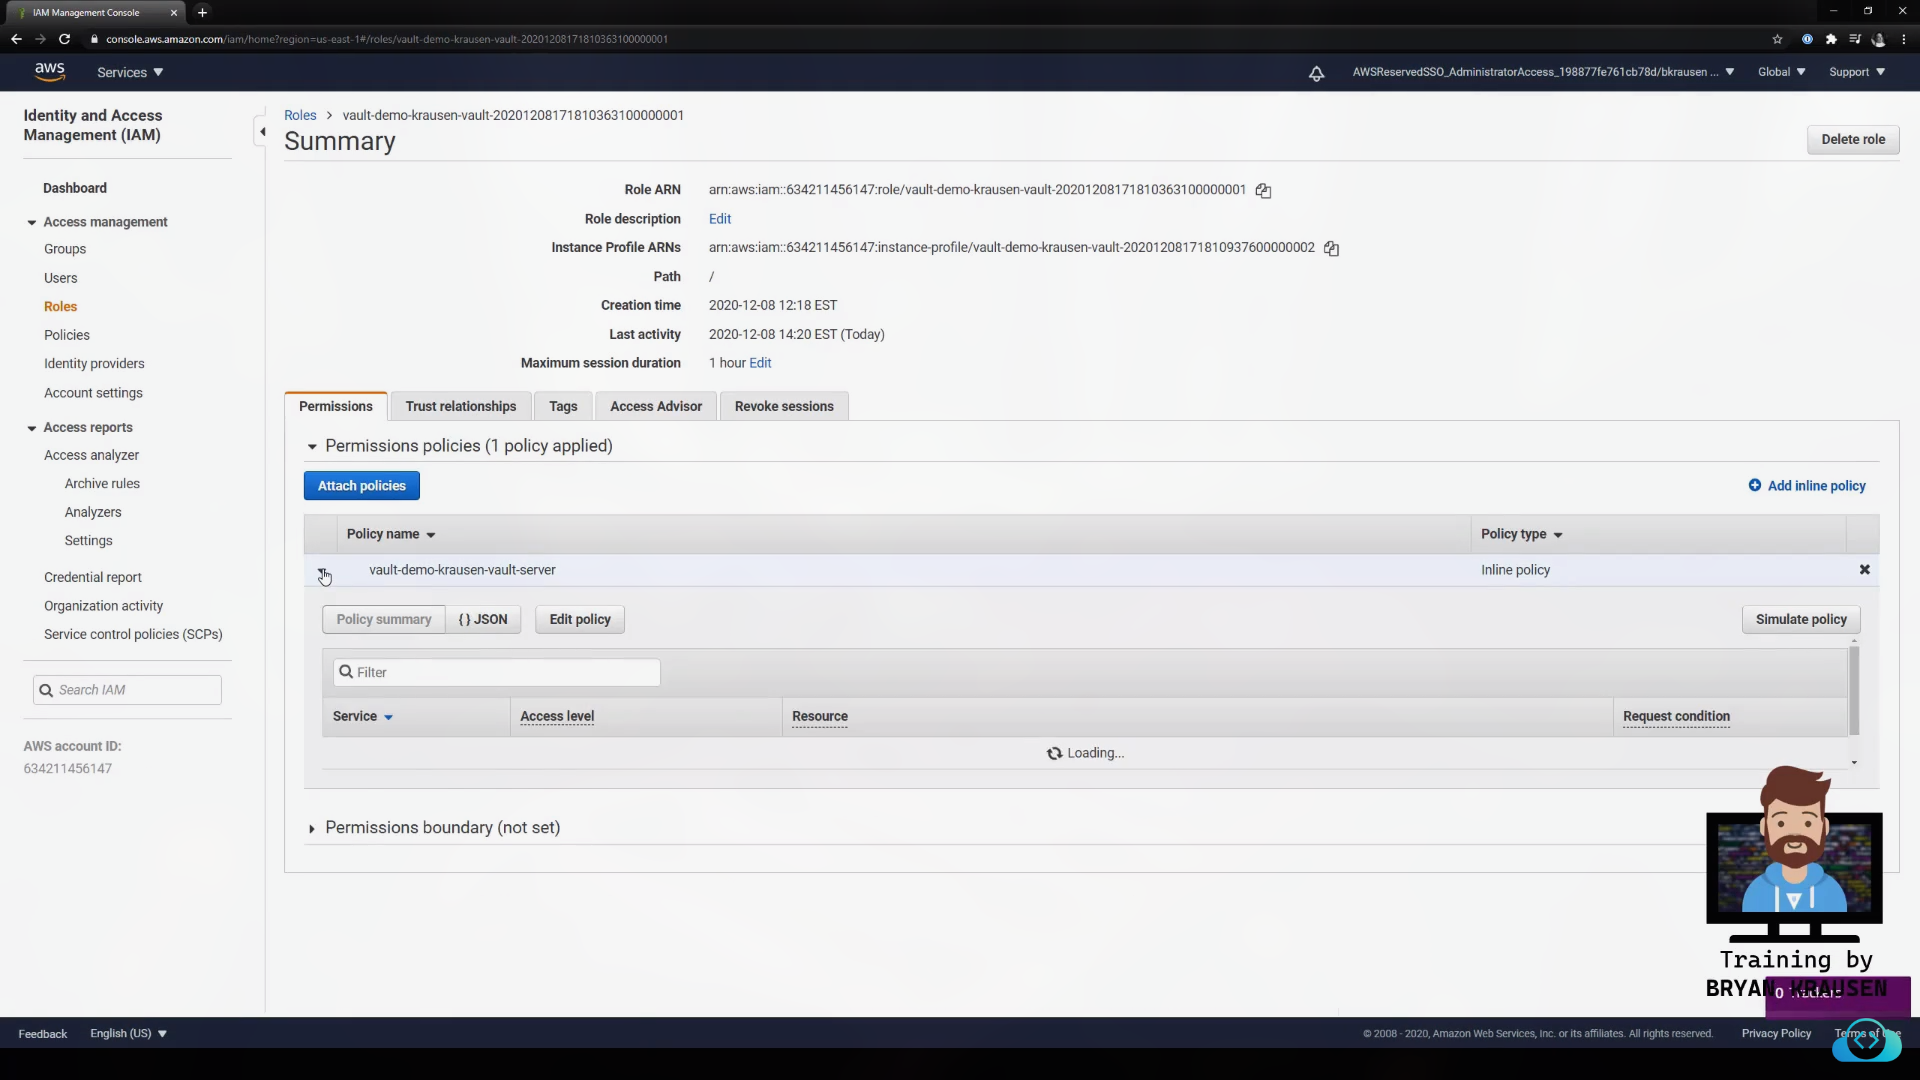 IAM Management Console
console.aws.amazon.com/iam/home?region=us-east-1#/roles/vault-demo-krausen-vault-20201208171810363100000001
aws
Services
AWSReservedSSO_AdministratorAccess_198877fe761cb78d/bkrausen ...
Global
Support
Identity and Access
Management (IAM)
Dashboard
Access management
Groups
Users
Roles
Policies
Identity providers
Account settings
Access reports
Access analyzer
Archive rules
Analyzers
Settings
Credential report
Organization activity
Service control policies (SCPs)
Search IAM
AWS account ID:
634211456147
Roles > vault-demo-krausen-vault-20201208171810363100000001
Summary
Delete role
Role ARN arn:aws:iam::634211456147:role/vault-demo-krausen-vault-20201208171810363100000001
Role description Edit
Instance Profile ARNs arn:aws:iam::634211456147:instance-profile/vault-demo-krausen-vault-20201208171810937600000002
Path /
Creation time 2020-12-08 12:18 EST
Last activity 2020-12-08 14:20 EST (Today)
Maximum session duration 1 hour Edit
Permissions
Trust relationships
Tags
Access Advisor
Revoke sessions
Permissions policies (1 policy applied)
Attach policies
Add inline policy
Policy name
Policy type
vault-demo-krausen-vault-server
Inline policy
Policy summary
{ } JSON
Edit policy
Simulate policy
Filter
Service
Access level
Resource
Request condition
Loading...
Permissions boundary (not set)
Training by
BRYAN KRAUSEN
0 Trackers
Feedback
English (US)
© 2008 - 2020, Amazon Web Services, Inc. or its affiliates. All rights reserved.
Privacy Policy
Terms of Use